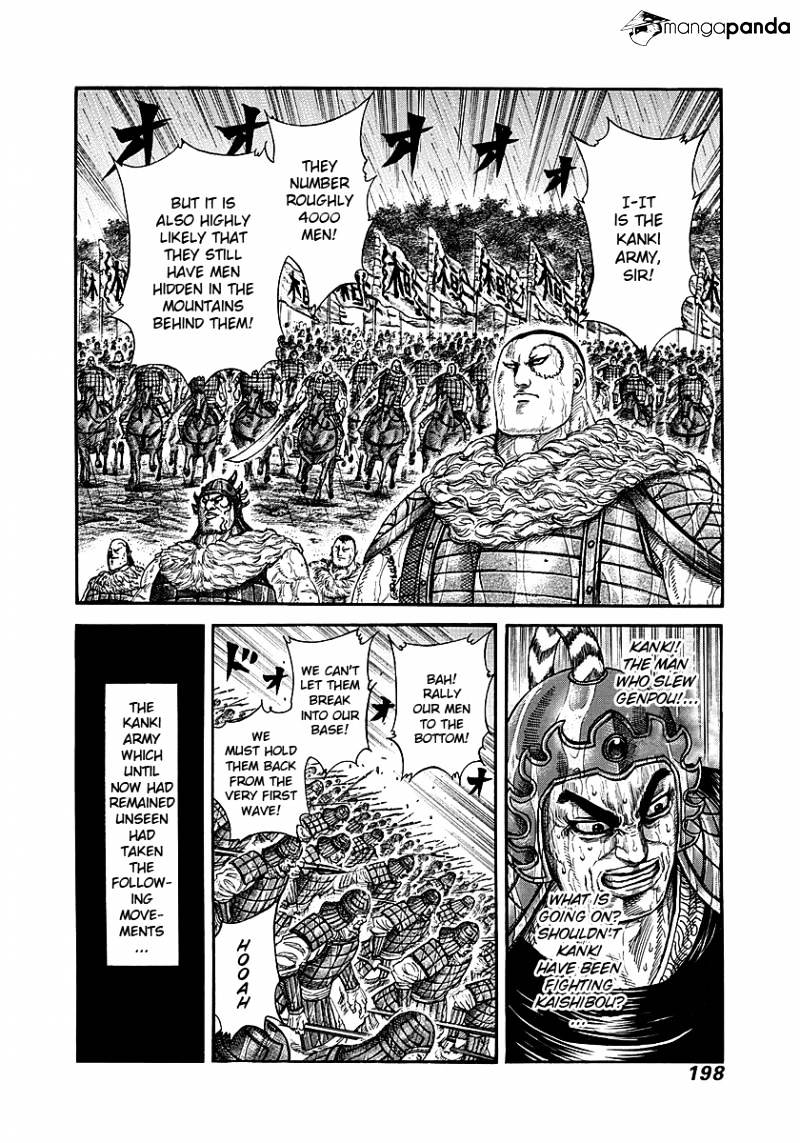 mangapanda
I-IT
IS THE
KANKI
ARMY,
SIR!
THEY
NUMBER
ROUGHLY
4000
MEN!
BUT IT IS
ALSO HIGHLY
LIKELY THAT
THEY STILL
HAVE MEN
HIDDEN IN THE
MOUNTAINS
BEHIND THEM!
オオオオオ
KANKI!
THE MAN
WHO SLEW
GENPOU!...
WHAT IS
GOING ON?
SHOULDN'T
KANKI
HAVE BEEN
FIGHTING
KAISHIBOU?
...
BAH!
RALLY
OUR MEN
TO THE
BOTTOM!
WE CAN'T
LET THEM
BREAK
INTO OUR
BASE!
WE
MUST HOLD
THEM BACK
FROM THE
VERY FIRST
WAVE!
ドオオ
HOOAH
THE
KANKI
ARMY
WHICH
UNTIL
NOW HAD
REMAINED
UNSEEN
HAD
TAKEN
THE
FOLLOW-
ING
MOVE-
MENTS
...
198